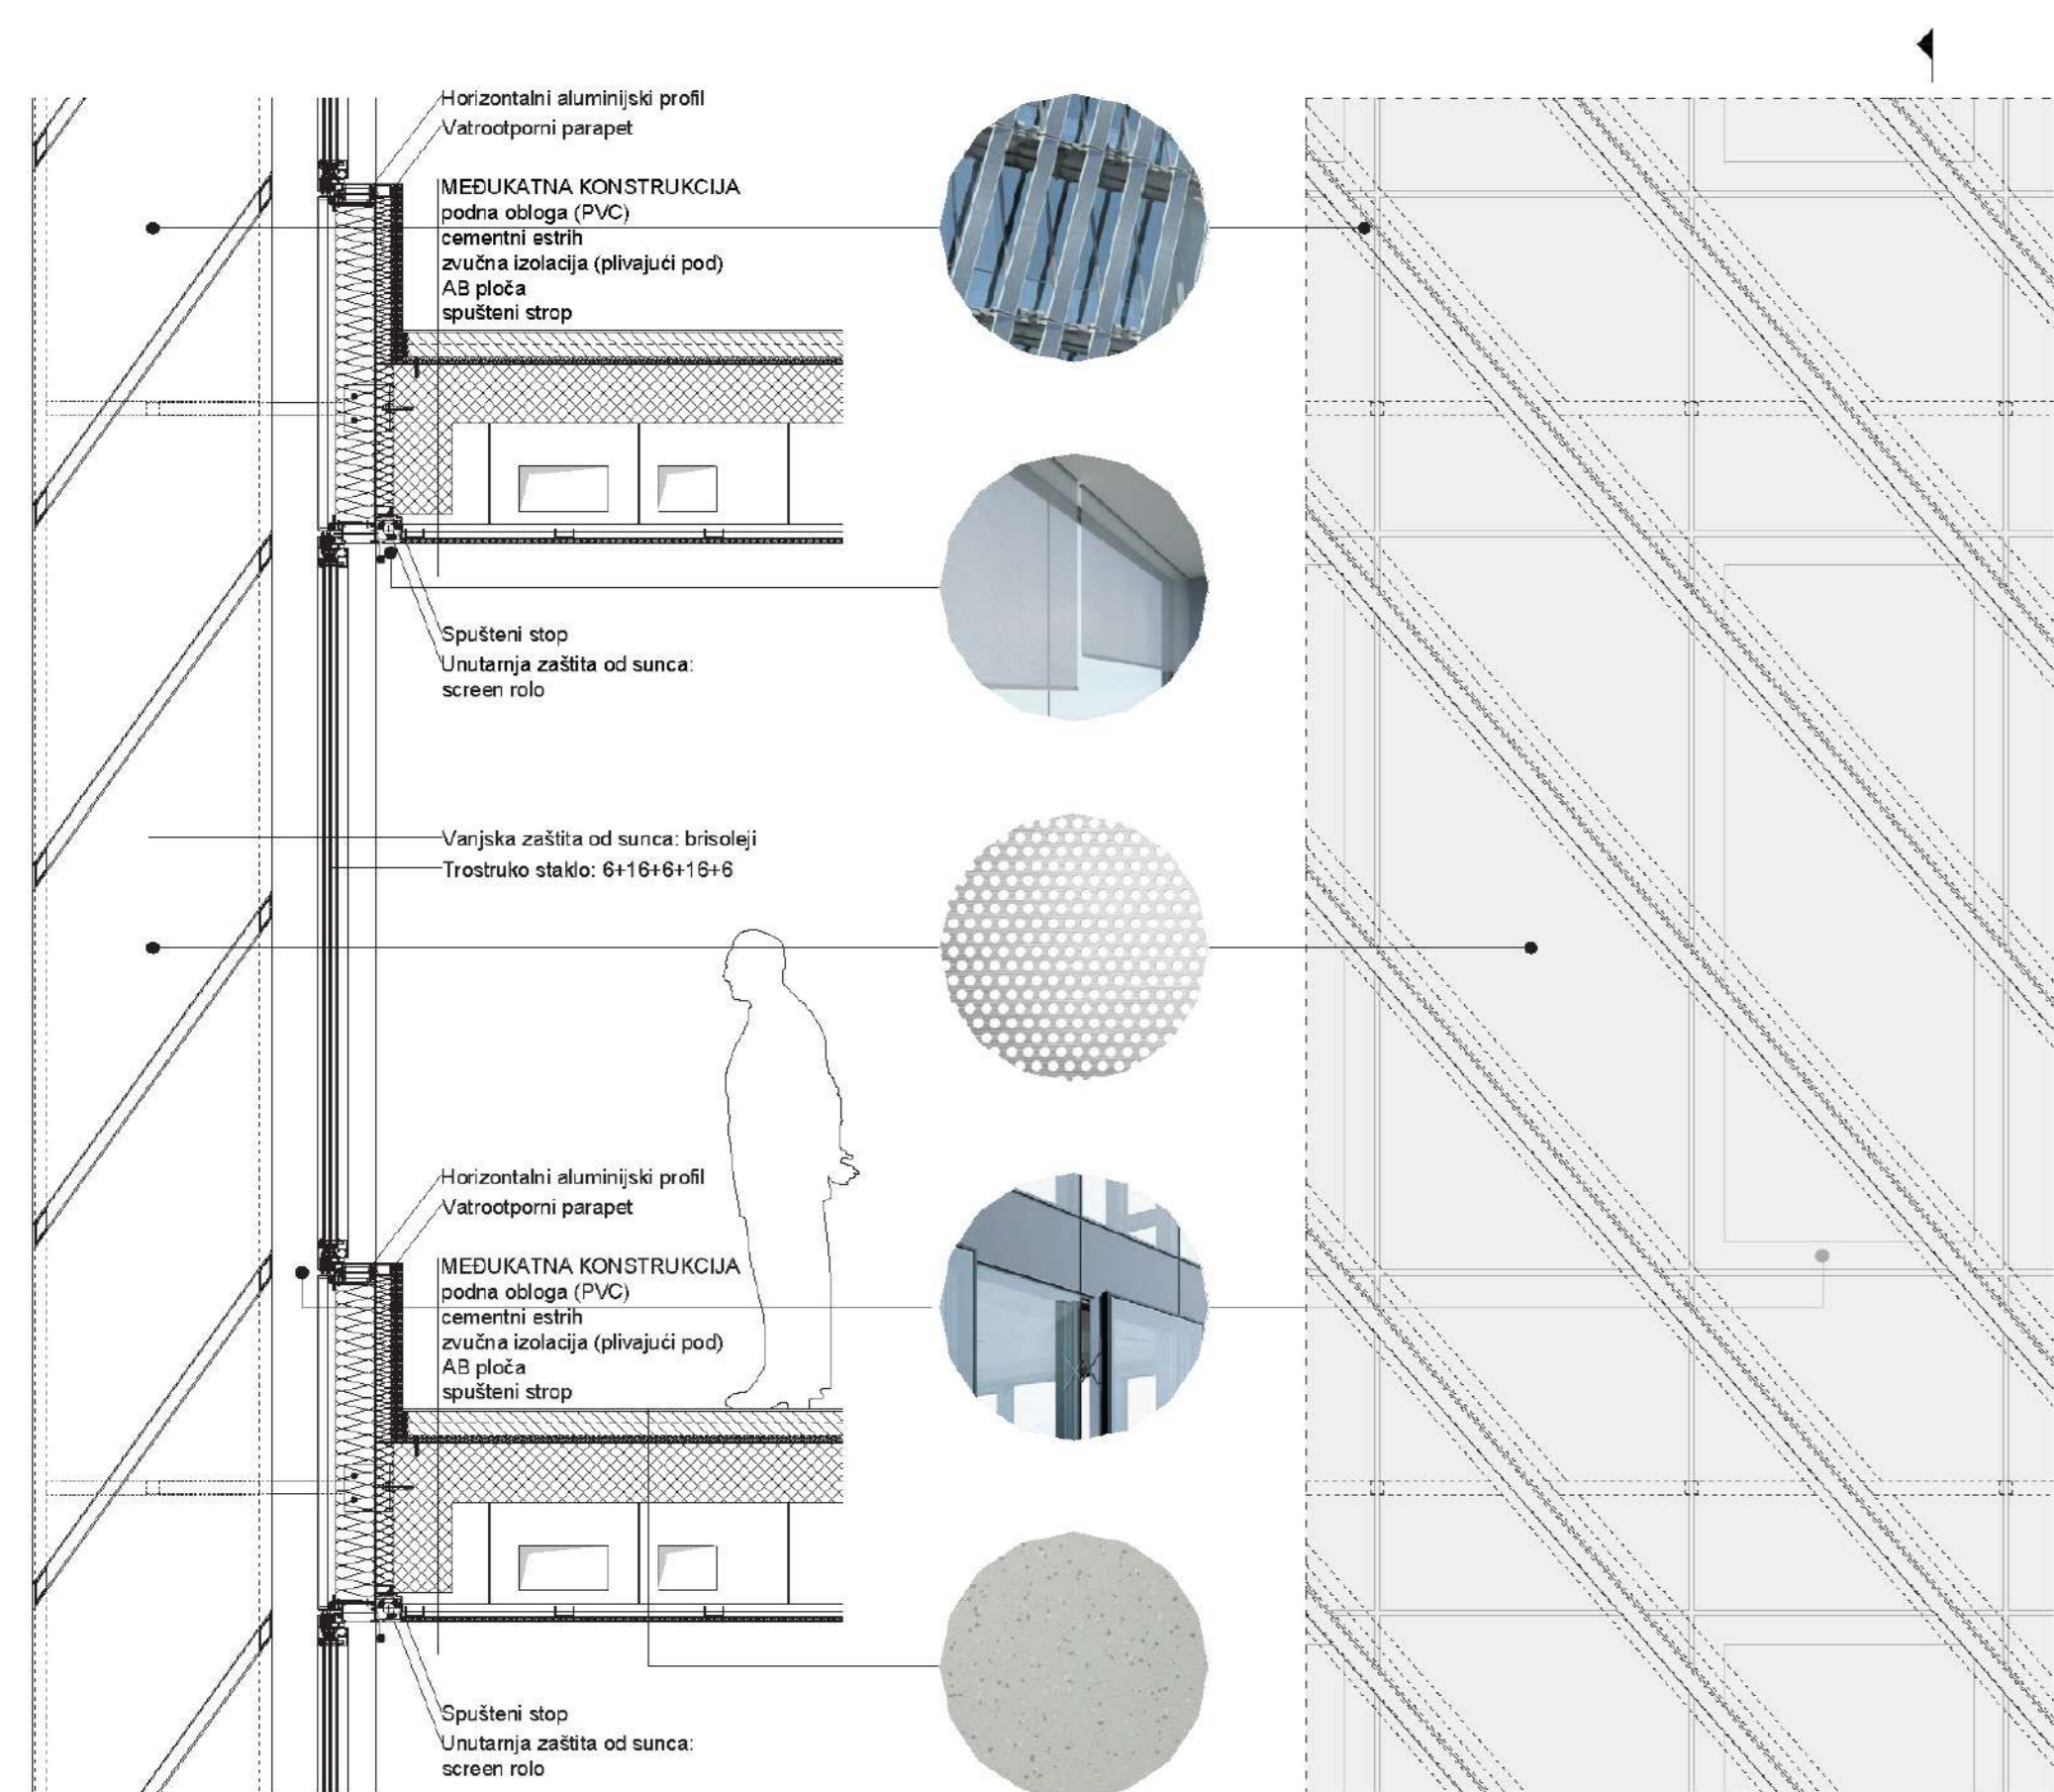 Horizontalni aluminijski profil
Vatrootporni parapet
MEĐUKATNA KONSTRUKCIJA
podna obloga (PVC)
cementni estrih
zvučna izolacija (plivajući pod)
AB ploča
spušteni strop
Spušteni stop
Unutarnja zaštita od sunca:
screen rolo
Vanjska zaštita od sunca: brisoleji
Trostruko staklo: 6+16+6+16+6
Horizontalni aluminijski profil
Vatrootporni parapet
MEĐUKATNA KONSTRUKCIJA
podna obloga (PVC)
cementni estrih
zvučna izolacija (plivajući pod)
AB ploča
spušteni strop
Spušteni stop
Unutarnja zaštita od sunca:
screen rolo